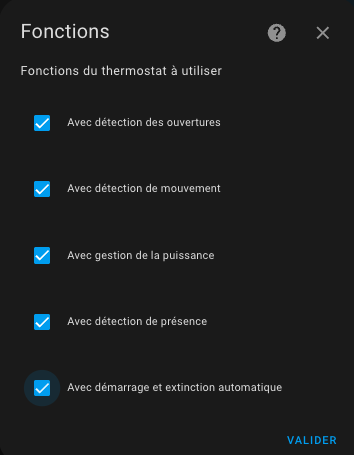 Fonctions
Fonctions du thermostat à utiliser
Avec détection des ouvertures
Avec détection de mouvement
Avec gestion de la puissance
Avec détection de présence
Avec démarrage et extinction automatique
VALIDER